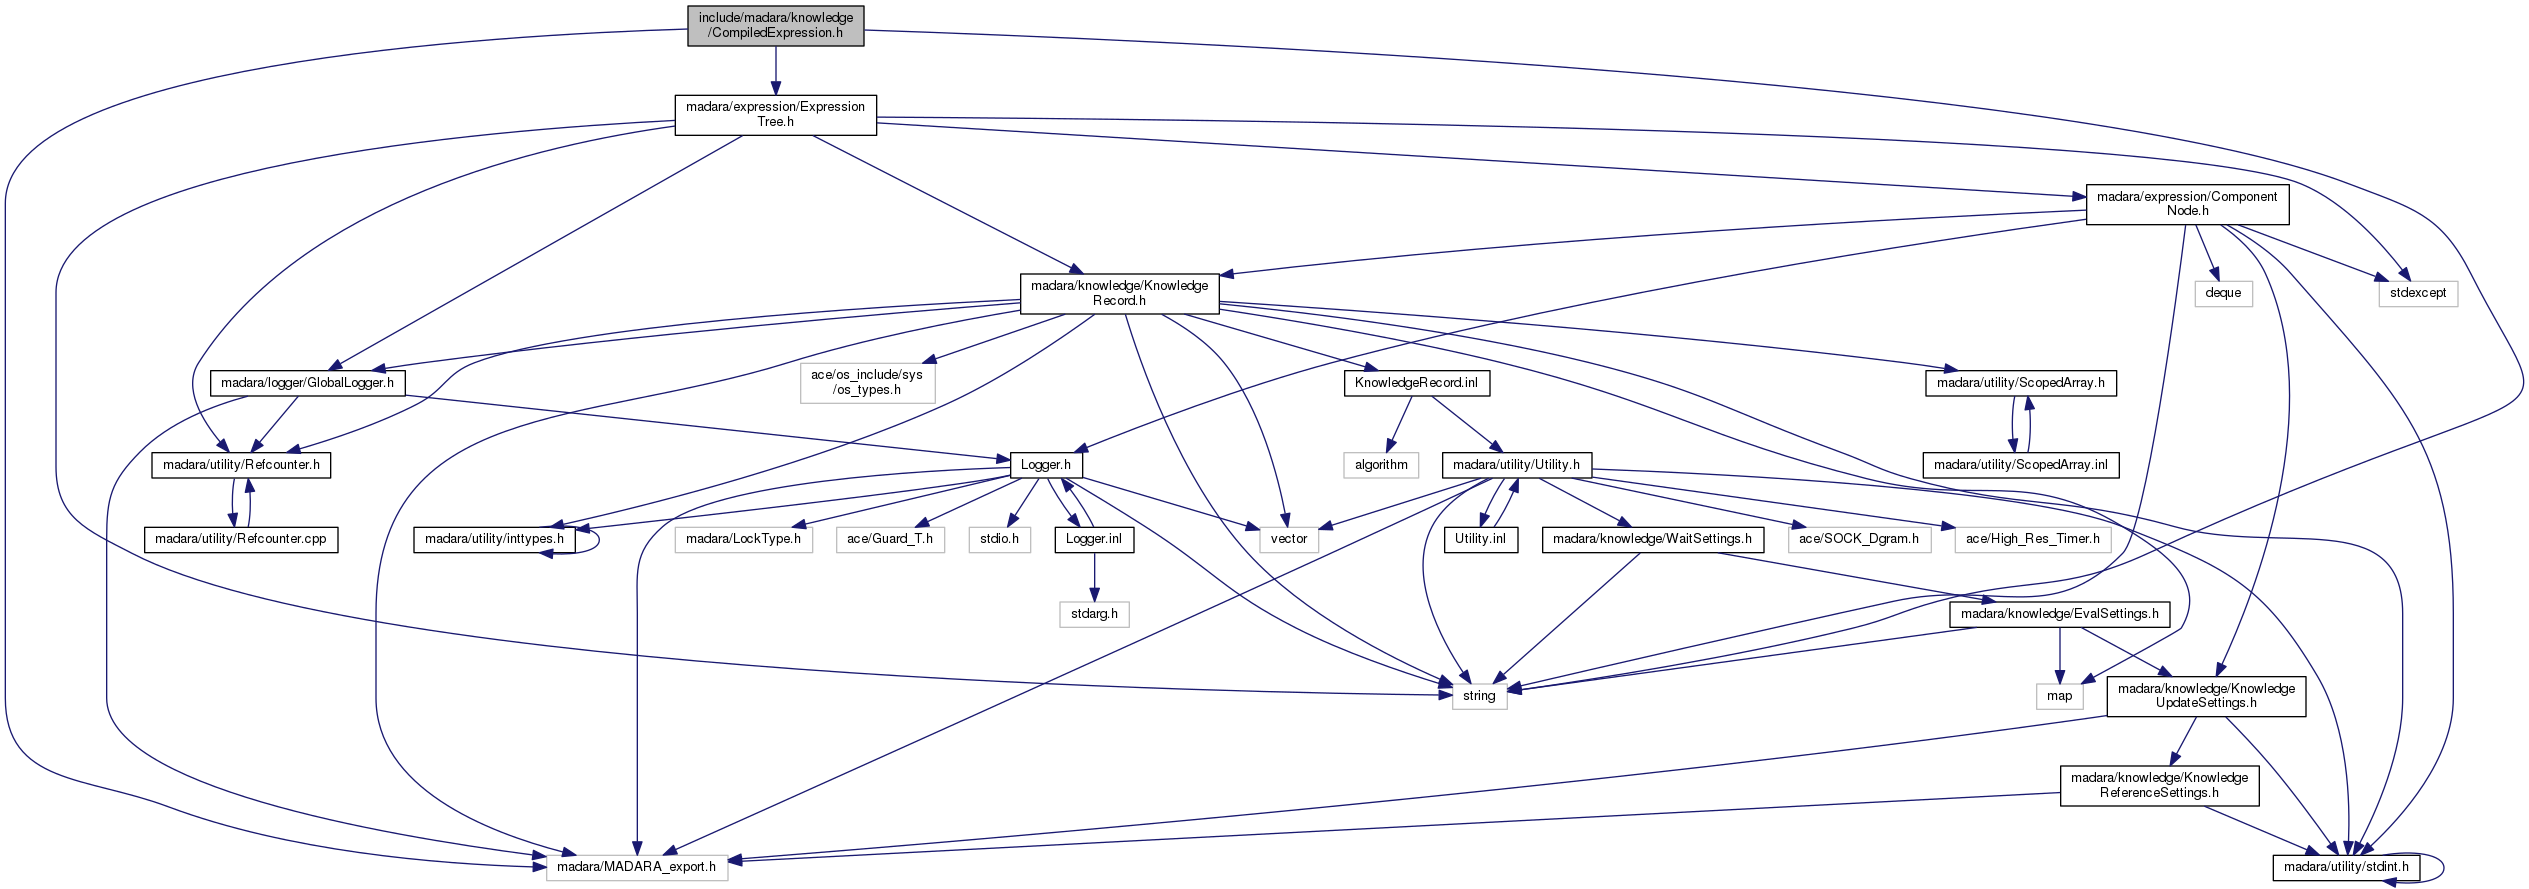 include/madara/knowledge
/CompiledExpression.h
madara/expression/Expression
Tree.h
madara/expression/Component
Node.h
madara/knowledge/Knowledge
Record.h
deque
stdexcept
madara/logger/GlobalLogger.h
ace/os_include/sys
/os_types.h
KnowledgeRecord.inl
madara/utility/ScopedArray.h
madara/utility/Refcounter.h
Logger.h
algorithm
madara/utility/Utility.h
madara/utility/ScopedArray.inl
madara/utility/Refcounter.cpp
madara/utility/inttypes.h
madara/LockType.h
ace/Guard_T.h
stdio.h
Logger.inl
vector
Utility.inl
madara/knowledge/WaitSettings.h
ace/SOCK_Dgram.h
ace/High_Res_Timer.h
stdarg.h
madara/knowledge/EvalSettings.h
string
map
madara/knowledge/Knowledge
UpdateSettings.h
madara/knowledge/Knowledge
ReferenceSettings.h
madara/MADARA_export.h
madara/utility/stdint.h